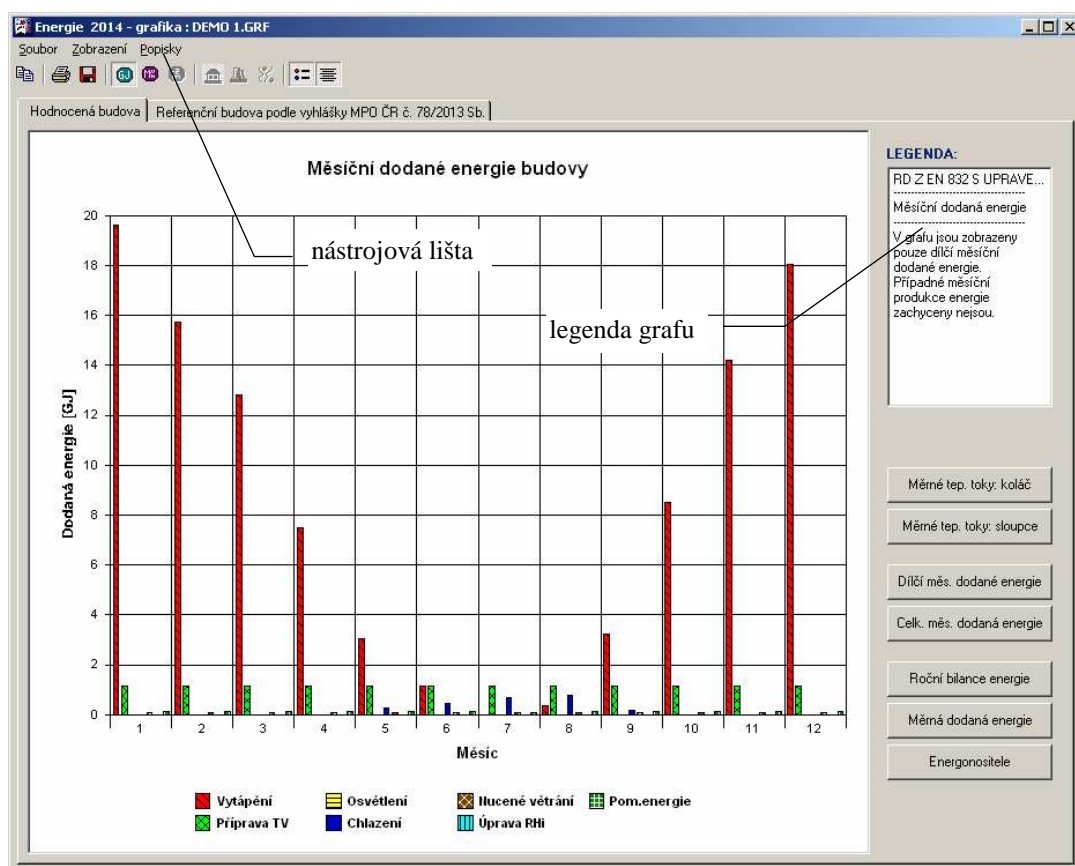 Energie 2014 - grafika : DEMO 1.GRF
Soubor Zobrazení Popisky
GJ
Hodnocená budova Referenční budova podle vyhlášky MPO ČR č. 78/2013 Sb.
Měsíční dodané energie budovy
LEGENDA:
RD Z EN 832 S UPRAVE...
Měsíční dodaná energie
V grafu jsou zobrazeny
pouze dílčí měsíční
dodané energie.
Případné měsíční
produkce energie
zachyceny nejsou.
nástrojová lišta
legenda grafu
Dodaná energie [GJ]
20
18
16
14
12
10
8
6
4
2
0
1 2 3 4 5 6 7 8 9 10 11 12
Měsíc
Vytápění Osvětlení Nucené větrání Pom.energie
Příprava TV Chlazení Úprava RHi
Měrné tep. toky: koláč
Měrné tep. toky: sloupce
Dílčí měs. dodané energie
Celk. měs. dodaná energie
Roční bilance energie
Měrná dodaná energie
Energonositele